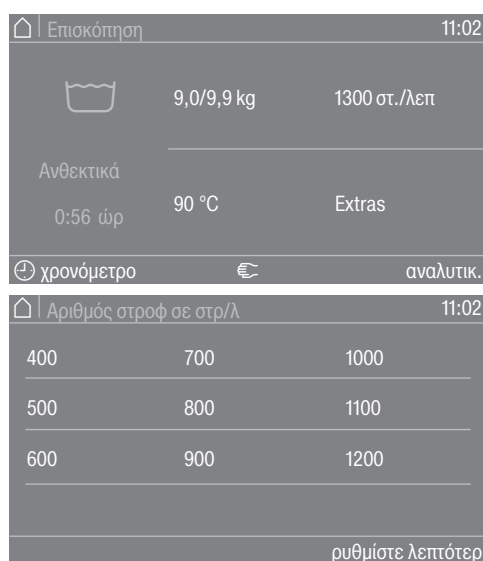 Επισκόπηση 11:02
9,0/9,9 kg 1300 στ./λεπ
Ανθεκτικά
0:56 ώρ
90 °C Extras
χρονόμετρο αναλυτικ.
Αριθμός στροφ σε στρ/λ 11:02
400 700 1000
500 800 1100
600 900 1200
ρυθμίστε λεπτότερ